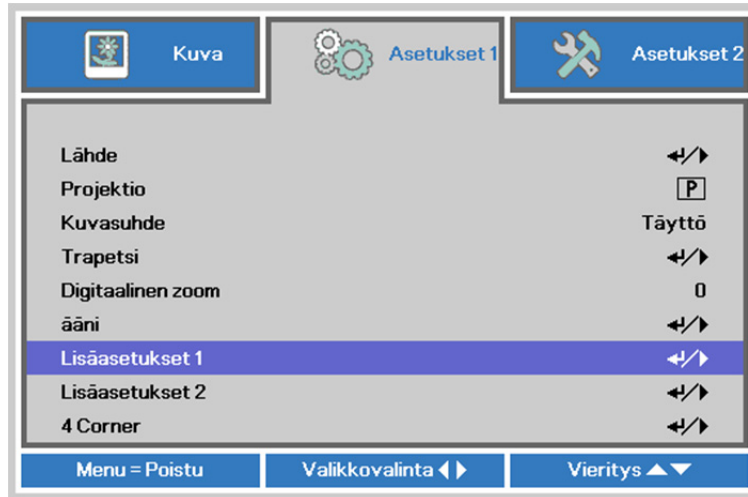 Kuva Asetukset 1 Asetukset 2
Lähde
Projektio P
Kuvasuhde Täyttö
Trapetsi
Digitaalinen zoom 0
ääni
Lisäasetukset 1
Lisäasetukset 2
4 Corner
Menu = Poistu Valikkovalinta Vieritys